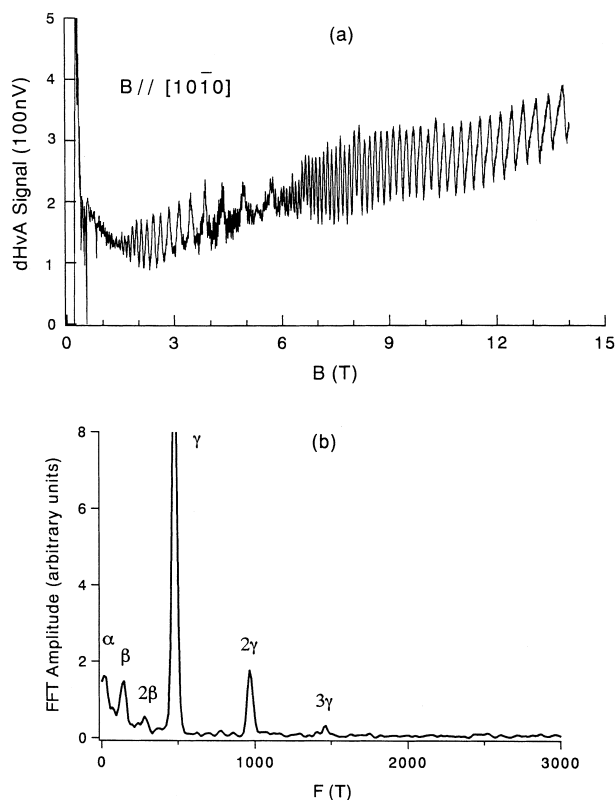 (a)
B// [101̄0]
dHvA Signal (100nV)
5
4
3
2
1
0
0
3
6
9
12
15
B (T)
(b)
FFT Amplitude (arbitrary units)
8
6
4
2
0
α
β
2β
γ
2γ
3γ
0
1000
2000
3000
F (T)